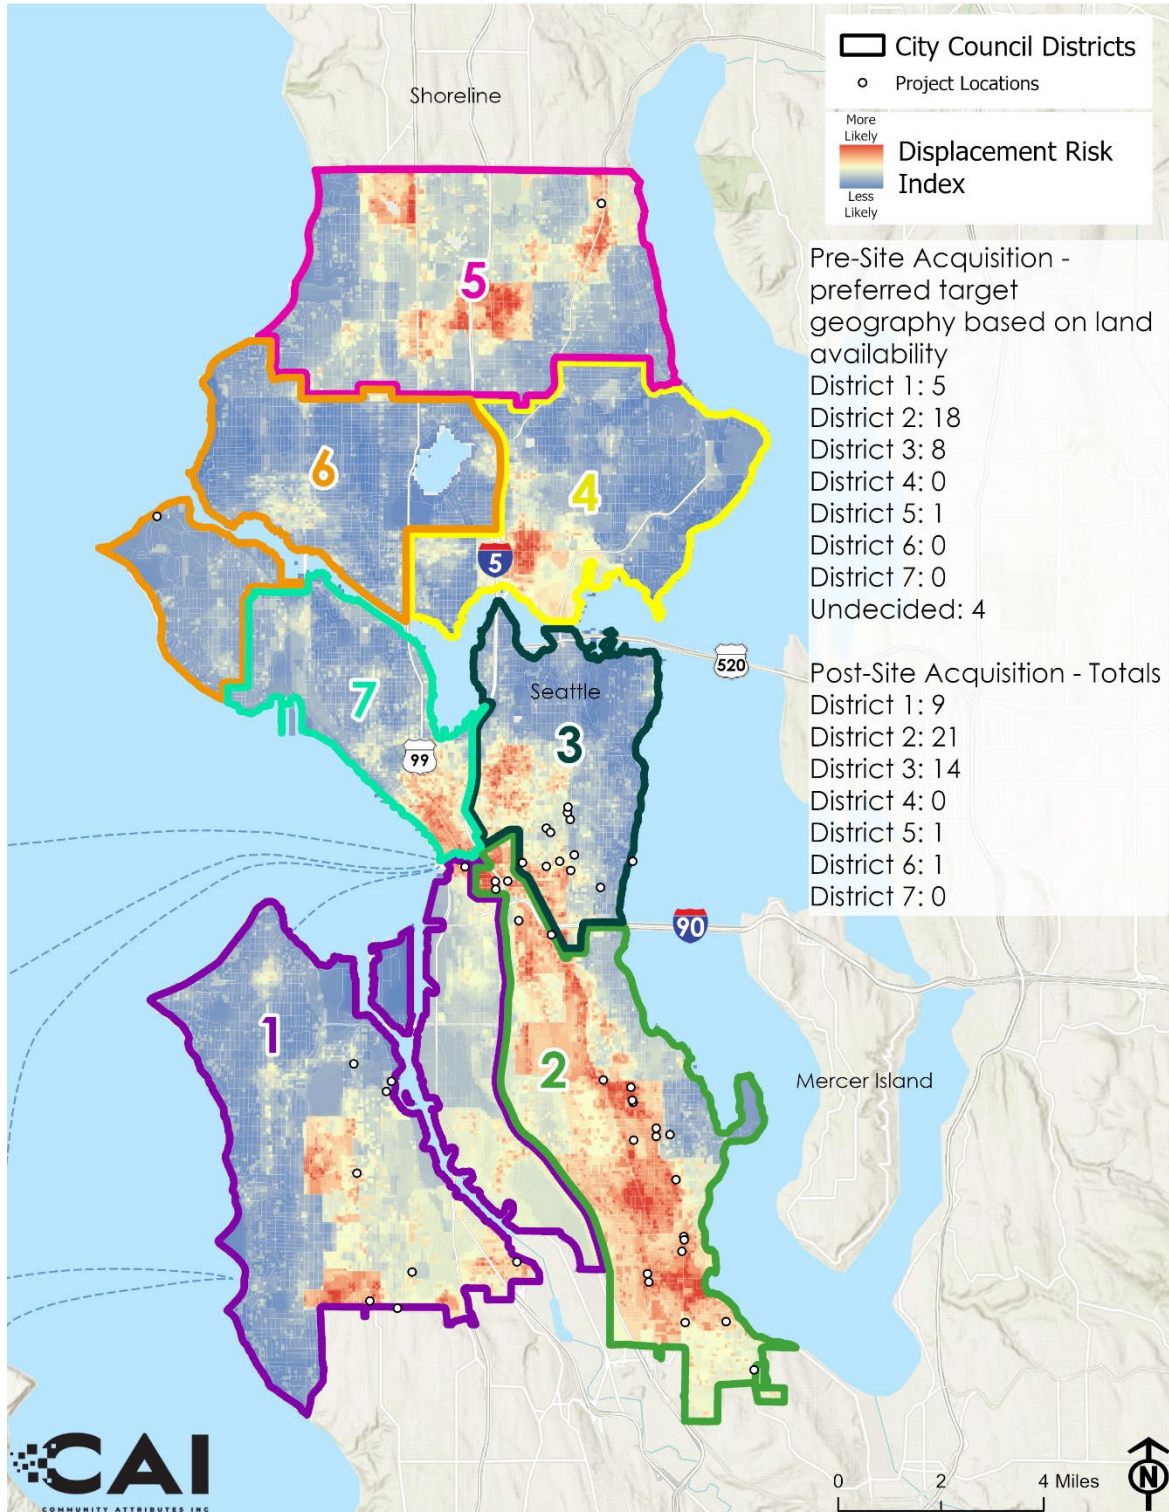 City Council Districts
Project Locations
More
Likely
Displacement Risk
Index
Less
Likely
Shoreline
Pre-Site Acquisition -
preferred target
geography based on land
availability
District 1: 5
District 2: 18
District 3: 8
District 4: 0
District 5: 1
District 6: 0
District 7: 0
Undecided: 4
Post-Site Acquisition - Totals
District 1: 9
District 2: 21
District 3: 14
District 4: 0
District 5: 1
District 6: 1
District 7: 0
5
6
4
5
520
Seattle
7
3
99
90
1
2
Mercer Island
CAI
COMMUNITY ATTRIBUTES INC
0 2 4 Miles
N